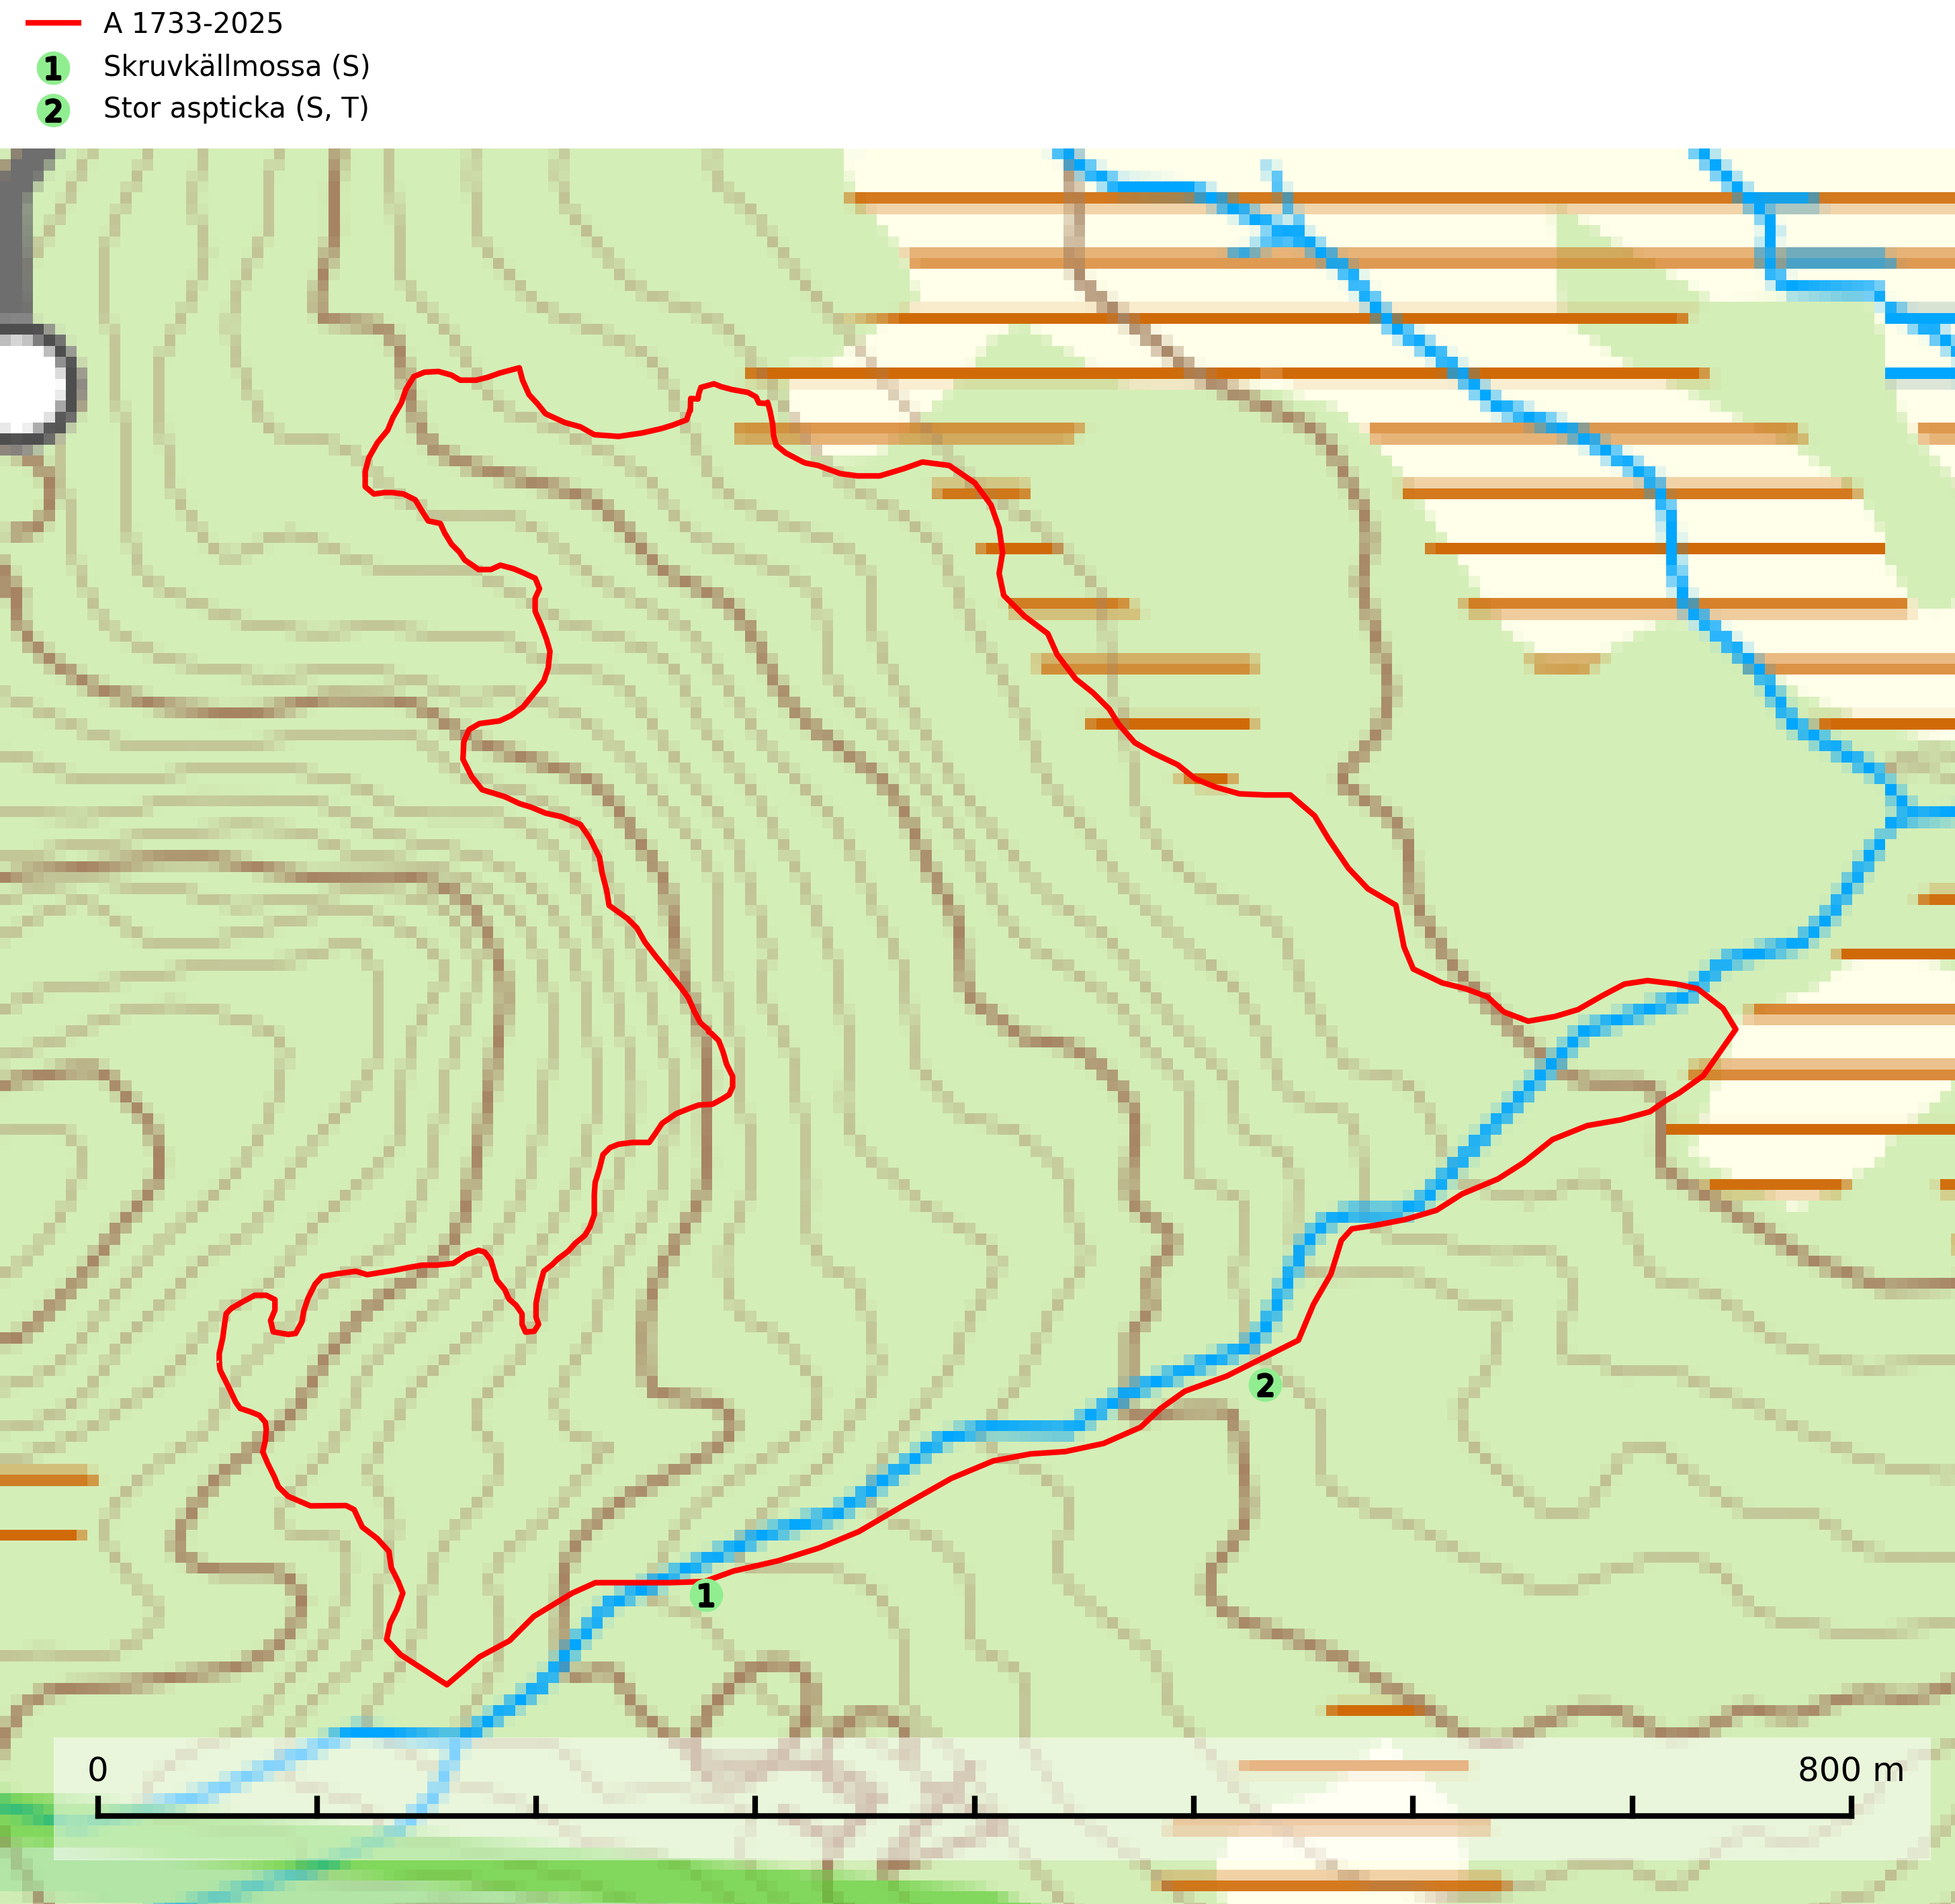 A 1733-2025
1 Skruvkällmossa (S)
2 Stor aspticka (S, T)
2
1
0 800 m